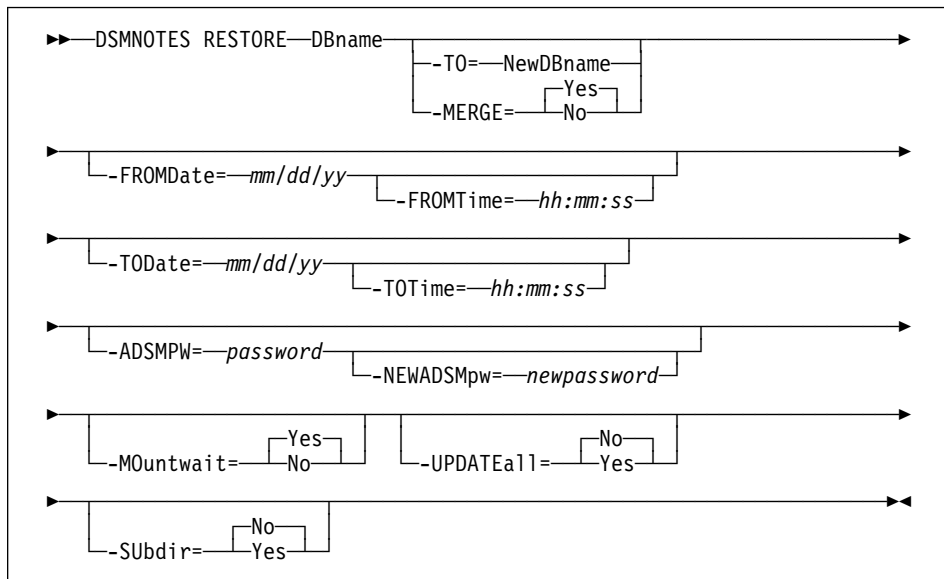 DSMNOTES RESTORE DBname
-TO= NewDBname
Yes
-MERGE= No
-FROMDate= mm/dd/yy
-FROMTime= hh:mm:ss
-TODate= mm/dd/yy
-TOTime= hh:mm:ss
-ADSMPW= password
-NEWADSMpw= newpassword
Yes No
-MOuntwait= No -UPDATEall= Yes
No
-SUbdir= Yes